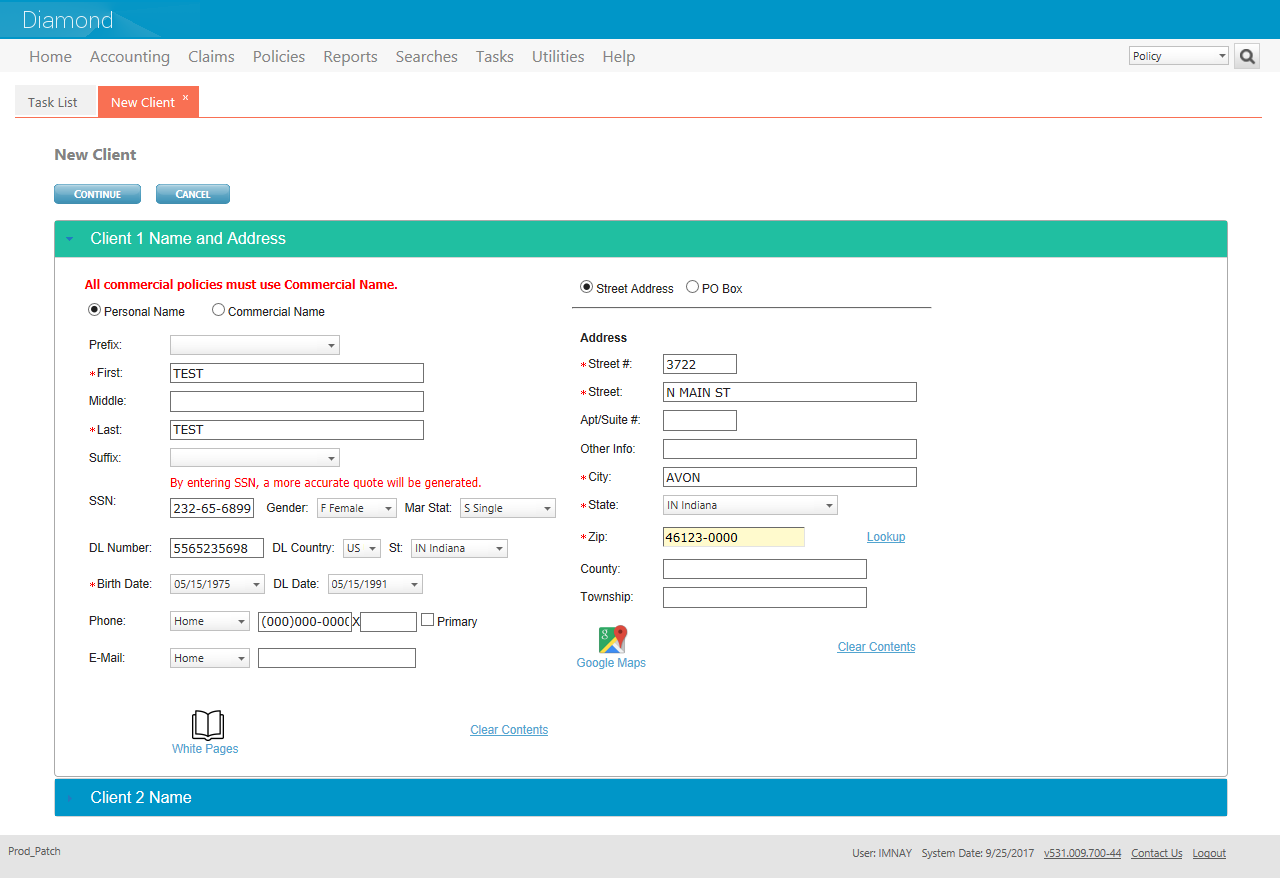 Diamond
Home Accounting Claims Policies Reports Searches Tasks Utilities Help Policy
Task List New Client ×
New Client
CONTINUE CANCEL
Client 1 Name and Address
All commercial policies must use Commercial Name.
Personal Name Commercial Name
Prefix:
*First: TEST
Middle:
*Last: TEST
Suffix:
By entering SSN, a more accurate quote will be generated.
SSN: 232-65-6899 Gender: F Female Mar Stat: S Single
DL Number: 5565235698 DL Country: US St: IN Indiana
*Birth Date: 05/15/1975 DL Date: 05/15/1991
Phone: Home (000)000-0000 X Primary
E-Mail: Home
White Pages
Clear Contents
Street Address PO Box
Address
*Street #: 3722
*Street: N MAIN ST
Apt/Suite #:
Other Info:
*City: AVON
*State: IN Indiana
*Zip: 46123-0000 Lookup
County:
Township:
8
Google Maps
Clear Contents
Client 2 Name
Prod_Patch
User: IMNAY System Date: 9/25/2017 v531.009.700-44 Contact Us Logout